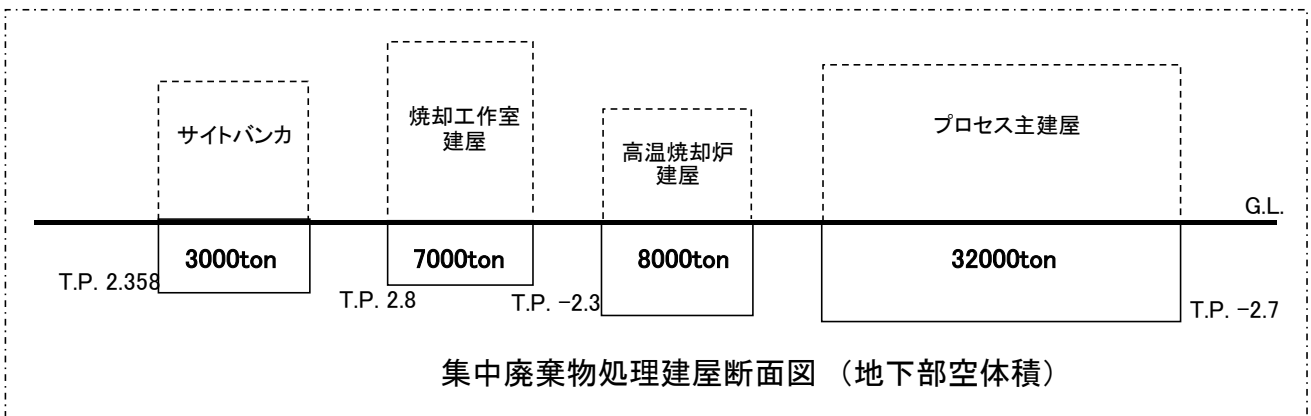 サイトバンカ
焼却工作室
建屋
高温焼却炉
建屋
プロセス主建屋
G.L.
3000ton
7000ton
8000ton
32000ton
T.P. 2.358
T.P. 2.8
T.P. −2.3
T.P. −2.7
集中廃棄物処理建屋断面図 （地下部空体積）